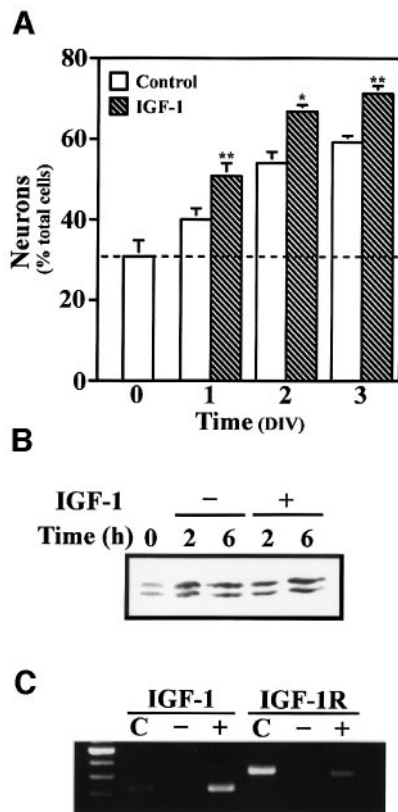 A
80
Control
IGF-1
**
*
**
60
40
20
0
Neurons
(% total cells)
0 1 2 3
Time (DIV)
B
IGF-1 − +
Time (h) 0 2 6 2 6
C
IGF-1 IGF-1R
C − + C − +